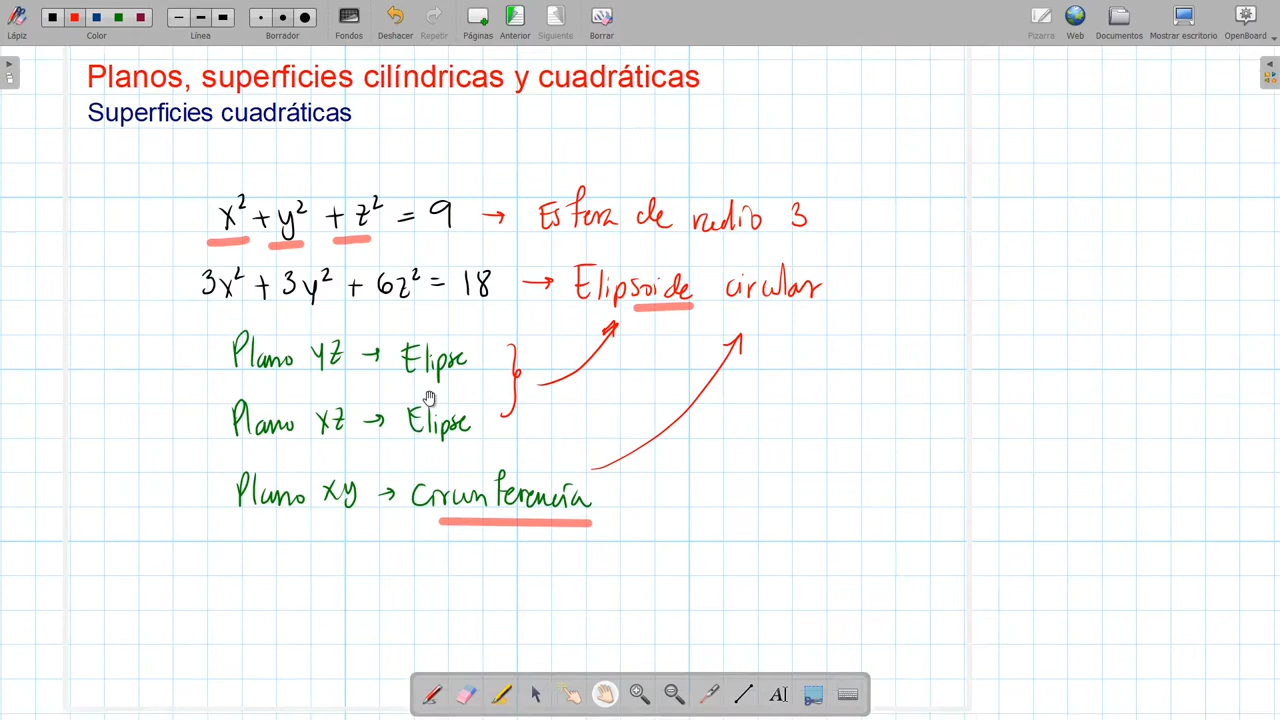 Lápiz Color Línea Borrador Fondos Deshacer Repetir Páginas Anterior Siguiente Borrar Pizarra Web Documentos Mostrar escritorio OpenBoard
Planos, superficies cilíndricas y cuadráticas
Superficies cuadráticas
x² + y² + z² = 9 → Esfera de radio 3
3x² + 3y² + 6z² = 18 → Elipsoide circular
Plano yz → Elipse
Plano xz → Elipse
Plano xy → Circunferencia
AI